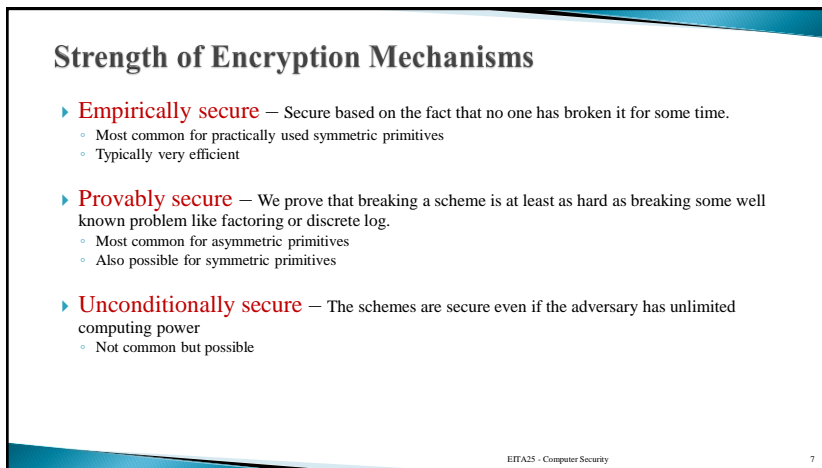 Strength of Encryption Mechanisms
Empirically secure – Secure based on the fact that no one has broken it for some time.
Most common for practically used symmetric primitives
Typically very efficient
Provably secure – We prove that breaking a scheme is at least as hard as breaking some well
known problem like factoring or discrete log.
Most common for asymmetric primitives
Also possible for symmetric primitives
Unconditionally secure – The schemes are secure even if the adversary has unlimited
computing power
Not common but possible
EITA25 - Computer Security
7